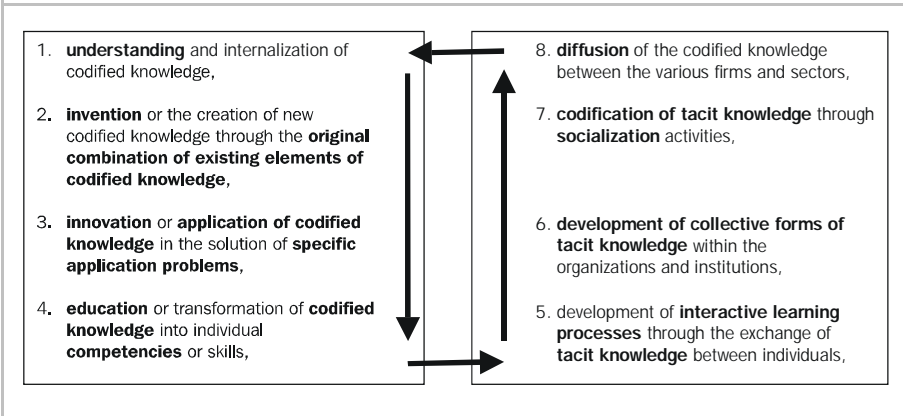 1. understanding and internalization of
codified knowledge,
2. invention or the creation of new
codified knowledge through the original
combination of existing elements of
codified knowledge,
3. innovation or application of codified
knowledge in the solution of specific
application problems,
4. education or transformation of codified
knowledge into individual
competencies or skills,
8. diffusion of the codified knowledge
between the various firms and sectors,
7. codification of tacit knowledge through
socialization activities,
6. development of collective forms of
tacit knowledge within the
organizations and institutions,
5. development of interactive learning
processes through the exchange of
tacit knowledge between individuals,